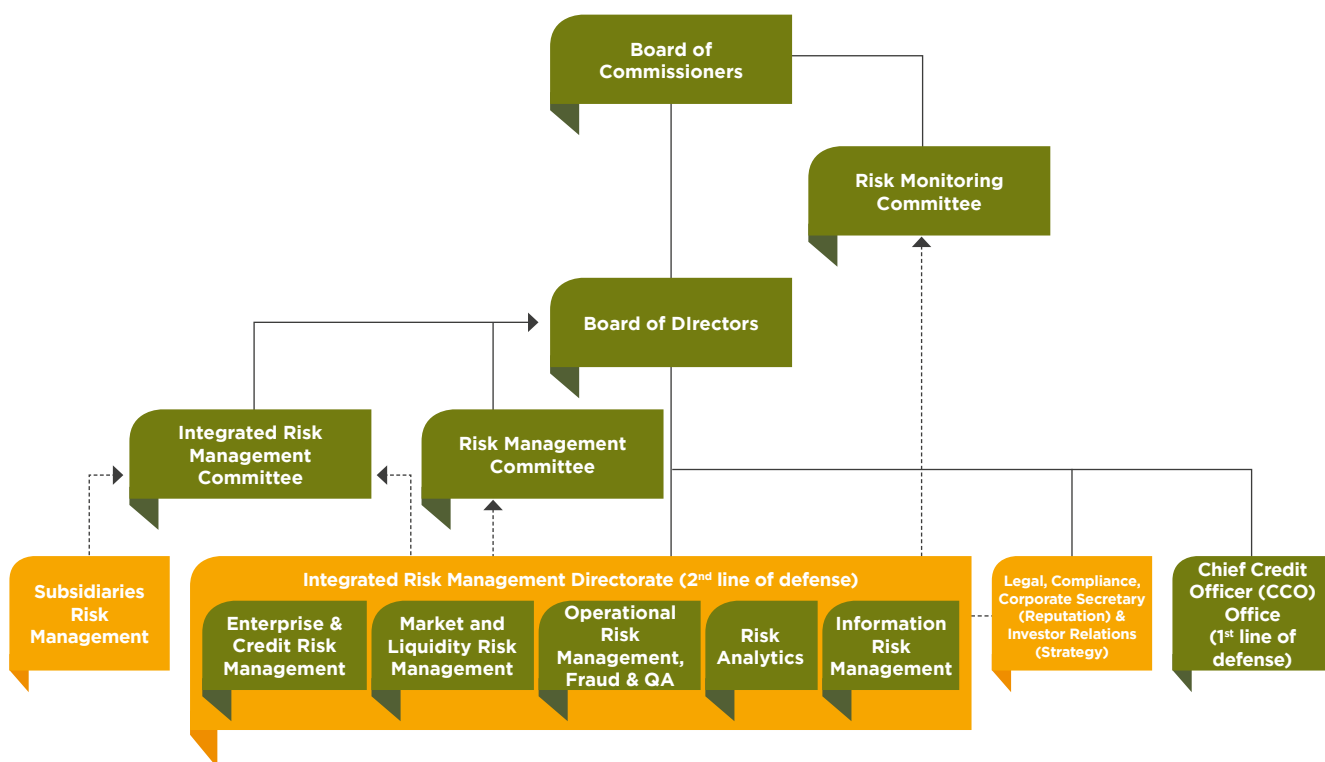 Board of
Commissioners
Risk Monitoring
Committee
Board of DIrectors
Integrated Risk
Management
Committee
Risk Management
Committee
Subsidiaries
Risk
Management
Integrated Risk Management Directorate (2nd line of defense)
Enterprise &
Credit Risk
Management
Market and
Liquidity Risk
Management
Operational
Risk
Management,
Fraud & QA
Risk
Analytics
Information
Risk
Management
Legal, Compliance,
Corporate Secretary
(Reputation) &
Investor Relations
(Strategy)
Chief Credit
Officer (CCO)
Office
(1st line of
defense)